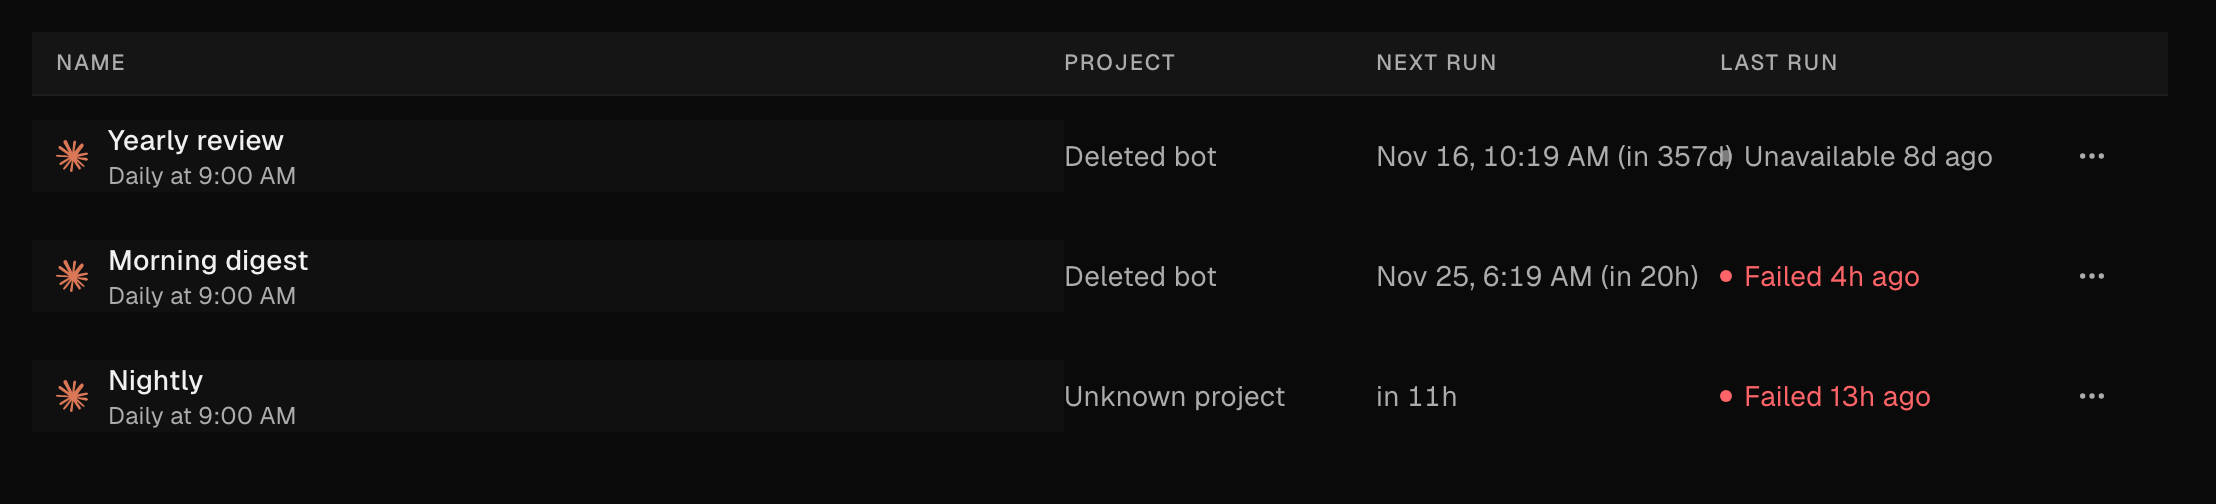 NAME PROJECT NEXT RUN LAST RUN
Yearly review
Daily at 9:00 AM
Deleted bot Nov 16, 10:19 AM (in 357d) Unavailable 8d ago
Morning digest
Daily at 9:00 AM
Deleted bot Nov 25, 6:19 AM (in 20h) Failed 4h ago
Nightly
Daily at 9:00 AM
Unknown project in 11h Failed 13h ago